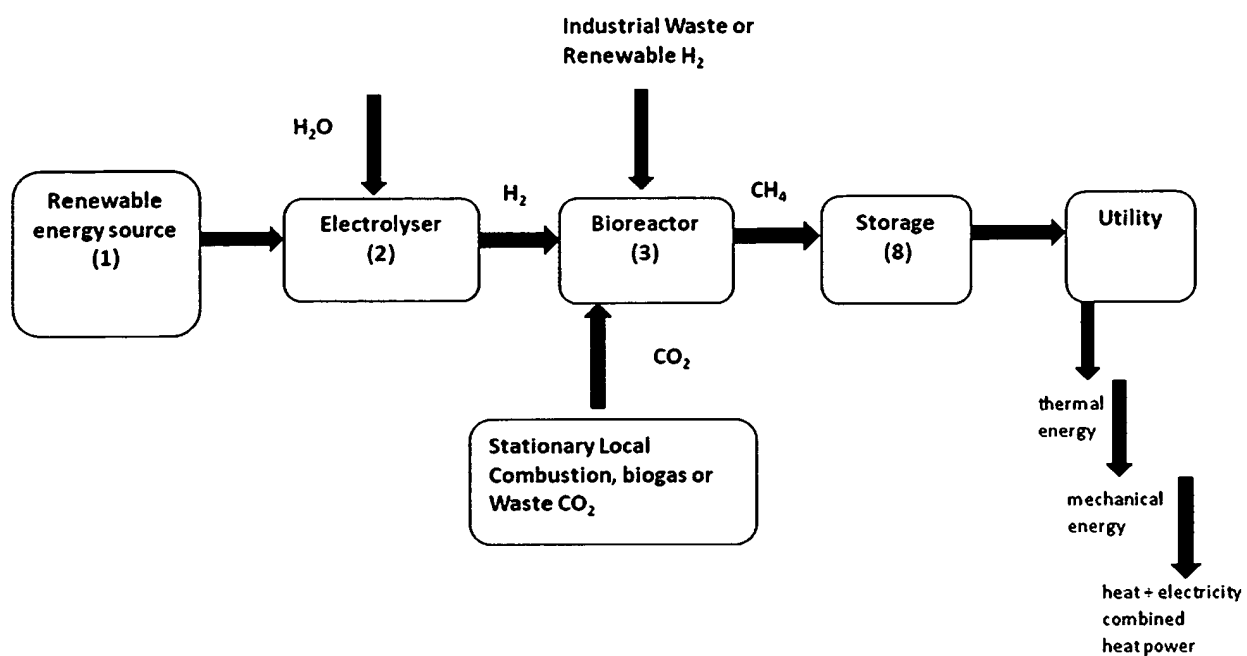 Industrial Waste or
Renewable H₂
H₂O
Renewable
energy source
(1)
Electrolyser
(2)
H₂
Bioreactor
(3)
CH₄
Storage
(8)
Utility
CO₂
Stationary Local
Combustion, biogas or
Waste CO₂
thermal
energy
mechanical
energy
heat + electricity
combined
heat power